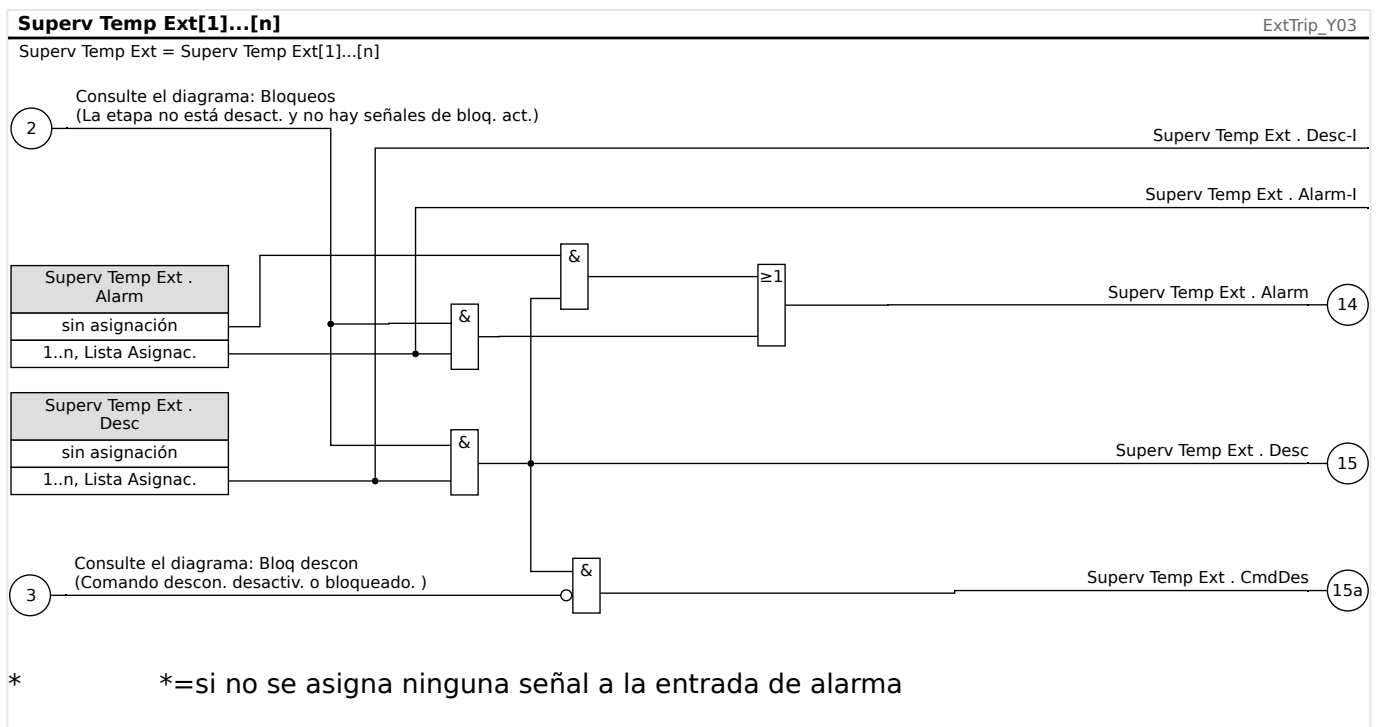 Superv Temp Ext[1]...[n]
ExtTrip_Y03
Superv Temp Ext = Superv Temp Ext[1]...[n]
Consulte el diagrama: Bloqueos
(La etapa no está desact. y no hay señales de bloq. act.)
2
Superv Temp Ext . Desc-I
Superv Temp Ext . Alarm-I
&
Superv Temp Ext .
Alarm
≥1
Superv Temp Ext . Alarm
14
sin asignación
&
1..n, Lista Asignac.
Superv Temp Ext .
Desc
&
sin asignación
Superv Temp Ext . Desc
15
1..n, Lista Asignac.
Consulte el diagrama: Bloq descon
(Comando descon. desactiv. o bloqueado. )
3
&
Superv Temp Ext . CmdDes
15a
* *=si no se asigna ninguna señal a la entrada de alarma